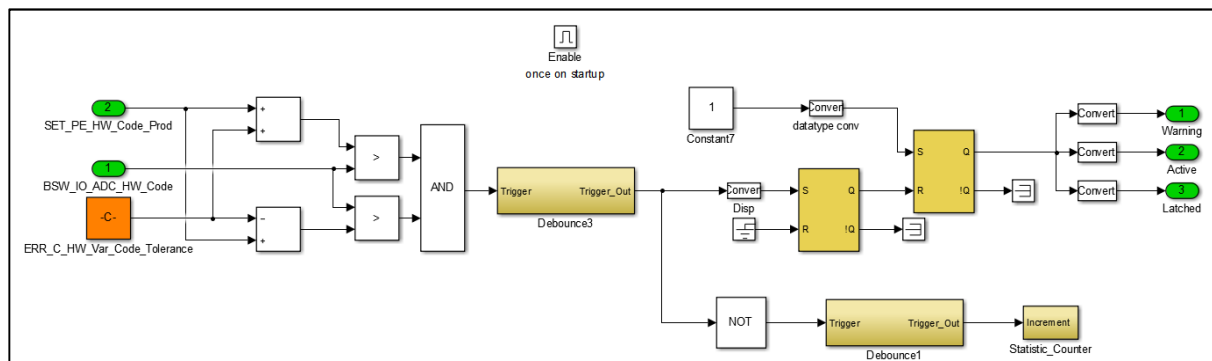 Enable
once on startup
2
SET_PE_HW_Code_Prod
1
BSW_IO_ADC_HW_Code
-C-
ERR_C_HW_Var_Code_Tolerance
+
+
−
+
>
>
AND
Trigger Trigger_Out
Debounce3
1
Constant7
Conver
datatype conv
Conver
Disp
S Q
R !Q
S Q
R !Q
Convert
1
Warning
Convert
2
Active
Convert
3
Latched
NOT
Trigger Trigger_Out
Debounce1
Increment
Statistic_Counter